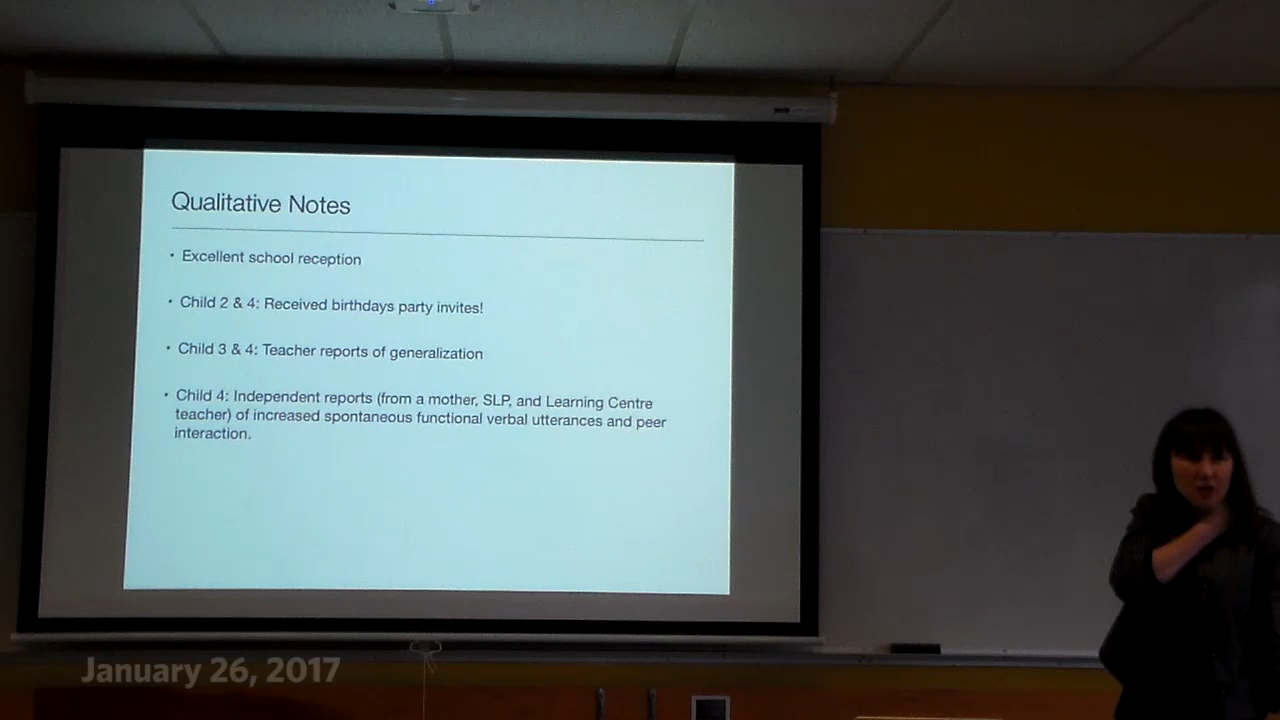 Qualitative Notes
• Excellent school reception
• Child 2 & 4: Received birthdays party invites!
• Child 3 & 4: Teacher reports of generalization
• Child 4: Independent reports (from a mother, SLP, and Learning Centre
teacher) of increased spontaneous functional verbal utterances and peer
interaction.
January 26, 2017